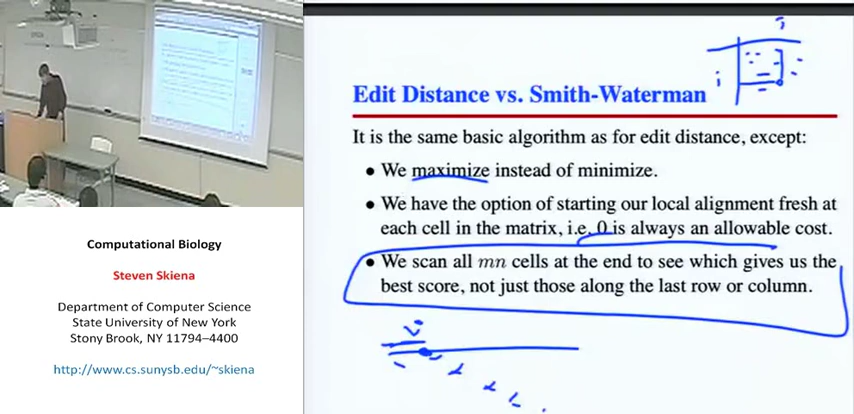 Computational Biology
Steven Skiena
Department of Computer Science
State University of New York
Stony Brook, NY 11794–4400
http://www.cs.sunysb.edu/~skiena
Edit Distance vs. Smith-Waterman
It is the same basic algorithm as for edit distance, except:
• We maximize instead of minimize.
• We have the option of starting our local alignment fresh at
each cell in the matrix, i.e. 0 is always an allowable cost.
• We scan all mn cells at the end to see which gives us the
best score, not just those along the last row or column.